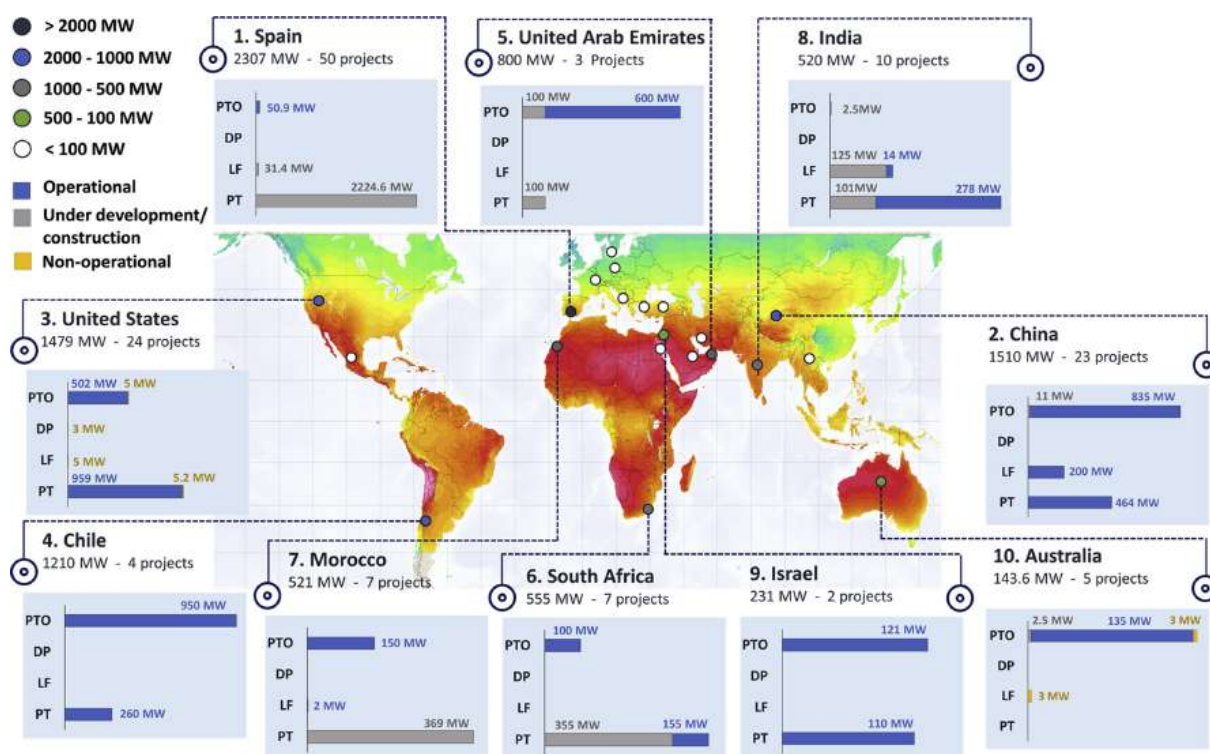 > 2000 MW
2000 - 1000 MW
1000 - 500 MW
500 - 100 MW
< 100 MW
Operational
Under development/
construction
Non-operational
1. Spain
2307 MW - 50 projects
PTO 50.9 MW
DP
LF 31.4 MW
PT 2224.6 MW
5. United Arab Emirates
800 MW - 3 Projects
PTO 100 MW 600 MW
DP
LF
PT 100 MW
8. India
520 MW - 10 projects
PTO 2.5MW
DP
LF 125 MW 14 MW
PT 101MW 278 MW
3. United States
1479 MW - 24 projects
PTO 502 MW 5 MW
DP 3 MW
LF 5 MW
PT 959 MW 5.2 MW
2. China
1510 MW - 23 projects
PTO 11 MW 835 MW
DP
LF 200 MW
PT 464 MW
4. Chile
1210 MW - 4 projects
PTO 950 MW
DP
LF
PT 260 MW
7. Morocco
521 MW - 7 projects
PTO 150 MW
DP
LF 2 MW
PT 369 MW
6. South Africa
555 MW - 7 projects
PTO 100 MW
DP
LF
PT 355 MW 155 MW
9. Israel
231 MW - 2 projects
PTO 121 MW
DP
LF
PT 110 MW
10. Australia
143.6 MW - 5 projects
PTO 2.5 MW 135 MW 3 MW
DP
LF 3 MW
PT